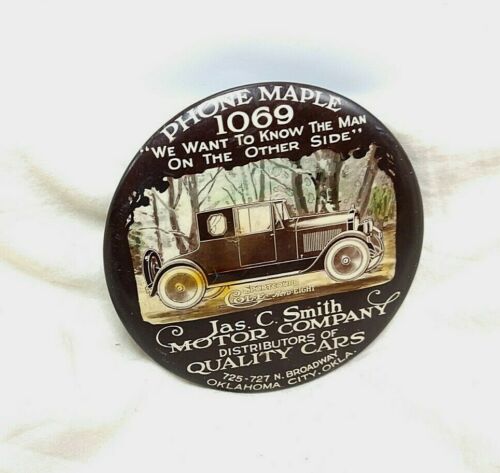 PHONE MAPLE
1069
"WE WANT TO KNOW THE MAN
ON THE OTHER SIDE"
Jas. C. Smith
MOTOR COMPANY
DISTRIBUTORS OF
QUALITY CARS
725-727 N. BROADWAY
OKLAHOMA CITY, OKLA.